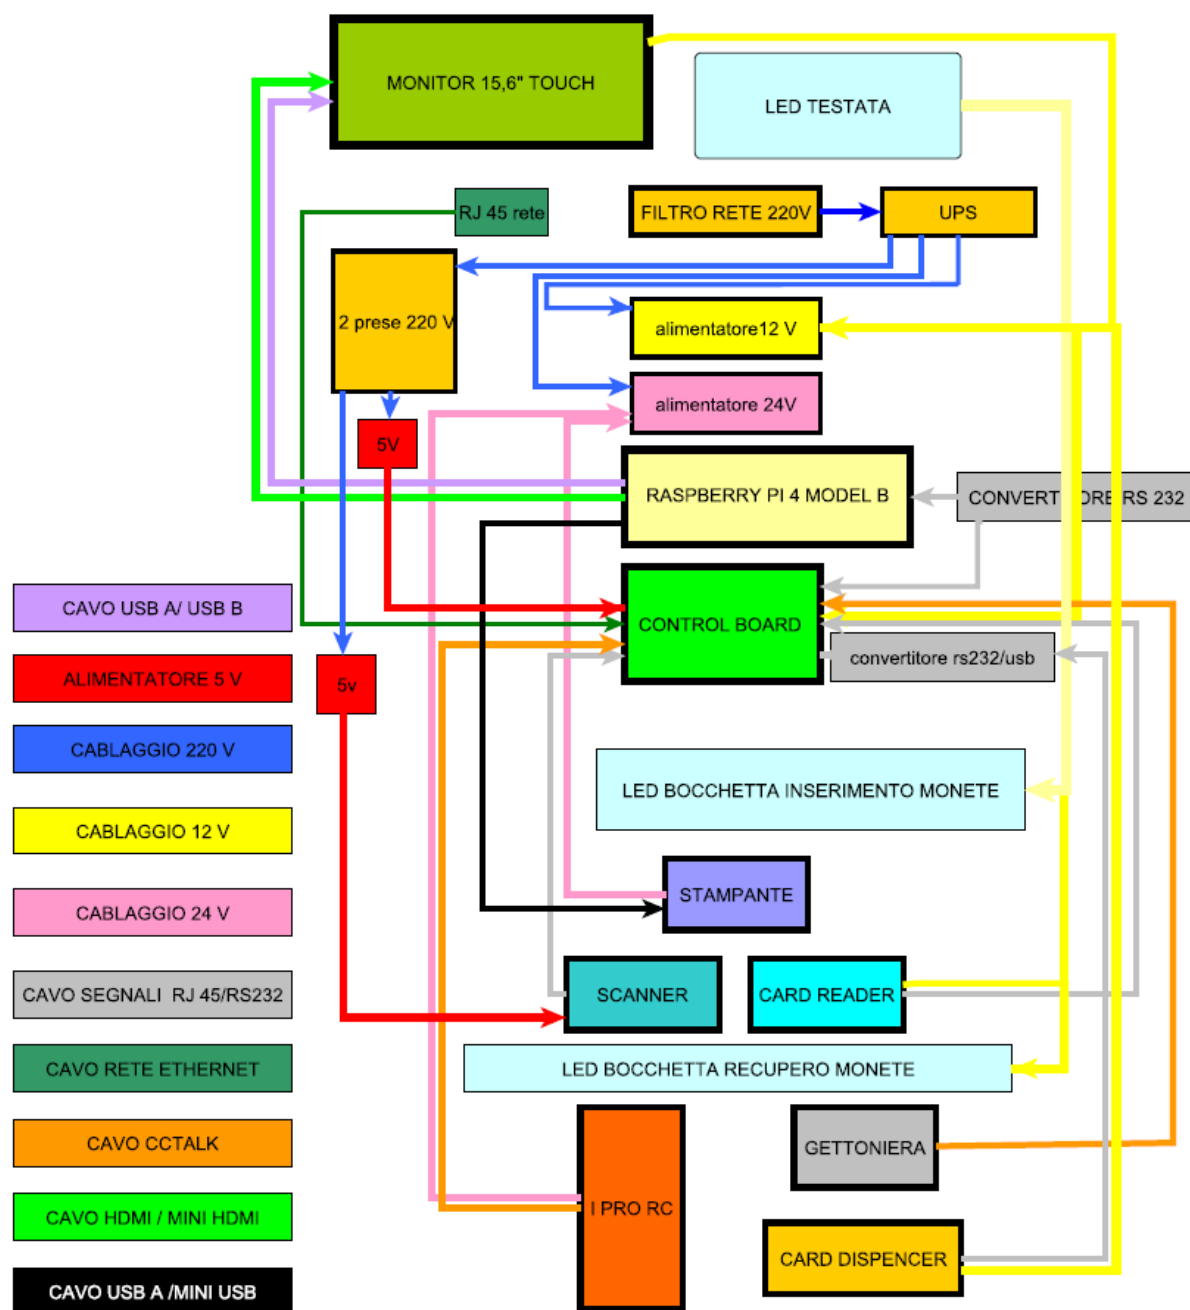 MONITOR 15,6" TOUCH
LED TESTATA
RJ 45 rete
FILTRO RETE 220V
UPS
2 prese 220 V
alimentatore12 V
alimentatore 24V
5V
RASPBERRY PI 4 MODEL B
CONVERTITORE RS 232
CAVO USB A/ USB B
CONTROL BOARD
convertitore rs232/usb
ALIMENTATORE 5 V
5v
CABLAGGIO 220 V
LED BOCCHETTA INSERIMENTO MONETE
CABLAGGIO 12 V
STAMPANTE
CABLAGGIO 24 V
CAVO SEGNALI RJ 45/RS232
SCANNER
CARD READER
CAVO RETE ETHERNET
LED BOCCHETTA RECUPERO MONETE
CAVO CCTALK
GETTONIERA
I PRO RC
CAVO HDMI / MINI HDMI
CARD DISPENCER
CAVO USB A /MINI USB